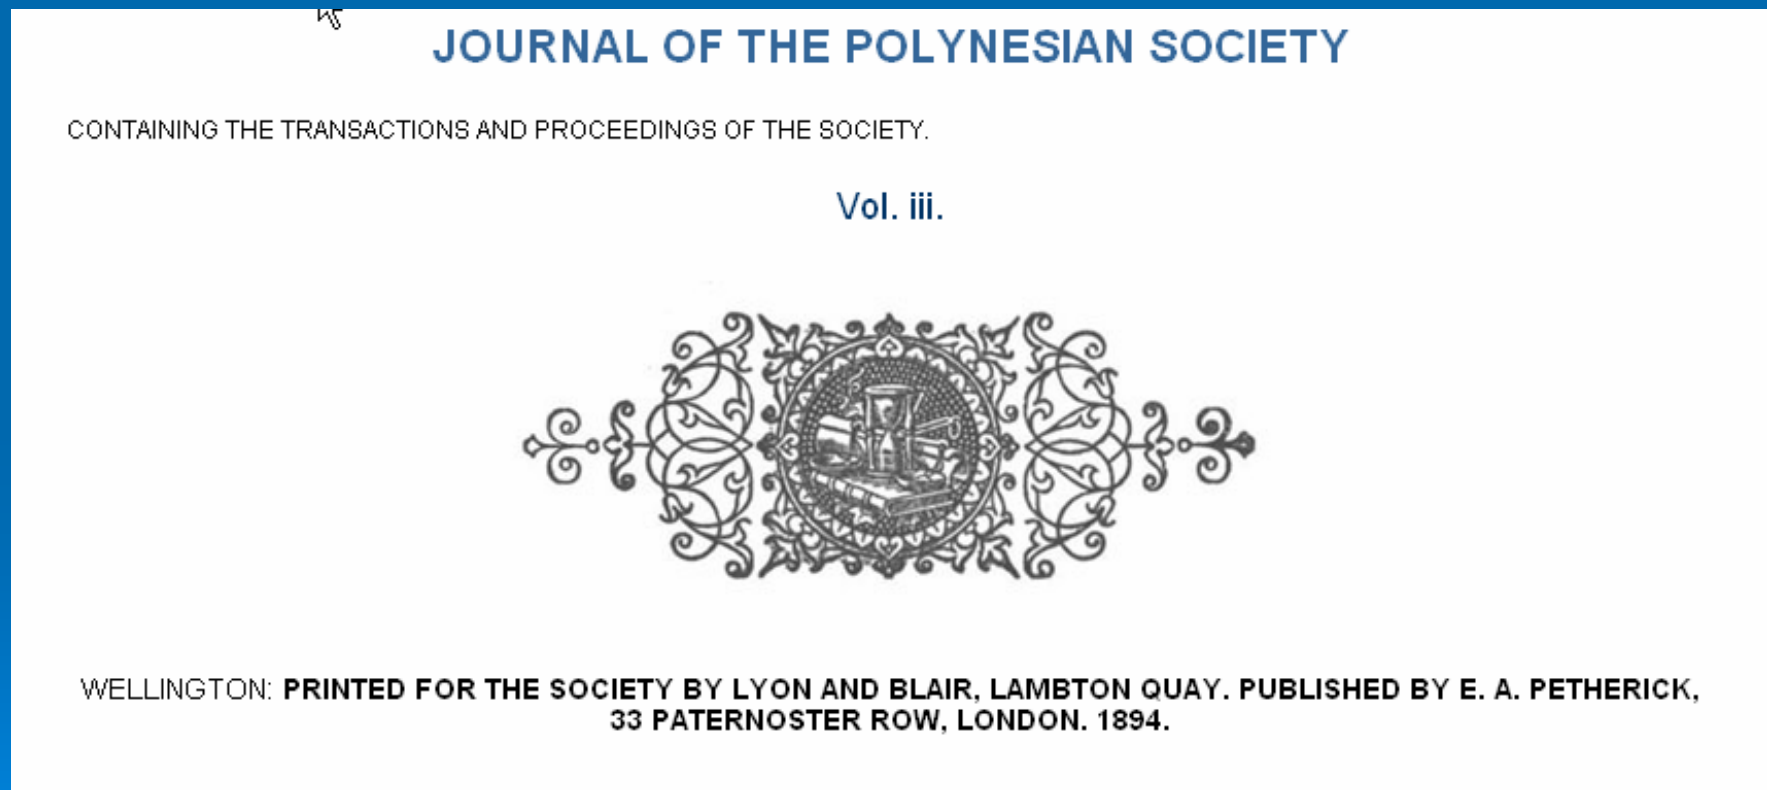 JOURNAL OF THE POLYNESIAN SOCIETY
CONTAINING THE TRANSACTIONS AND PROCEEDINGS OF THE SOCIETY.
Vol. iii.
WELLINGTON: PRINTED FOR THE SOCIETY BY LYON AND BLAIR, LAMBTON QUAY. PUBLISHED BY E. A. PETHERICK,
33 PATERNOSTER ROW, LONDON. 1894.